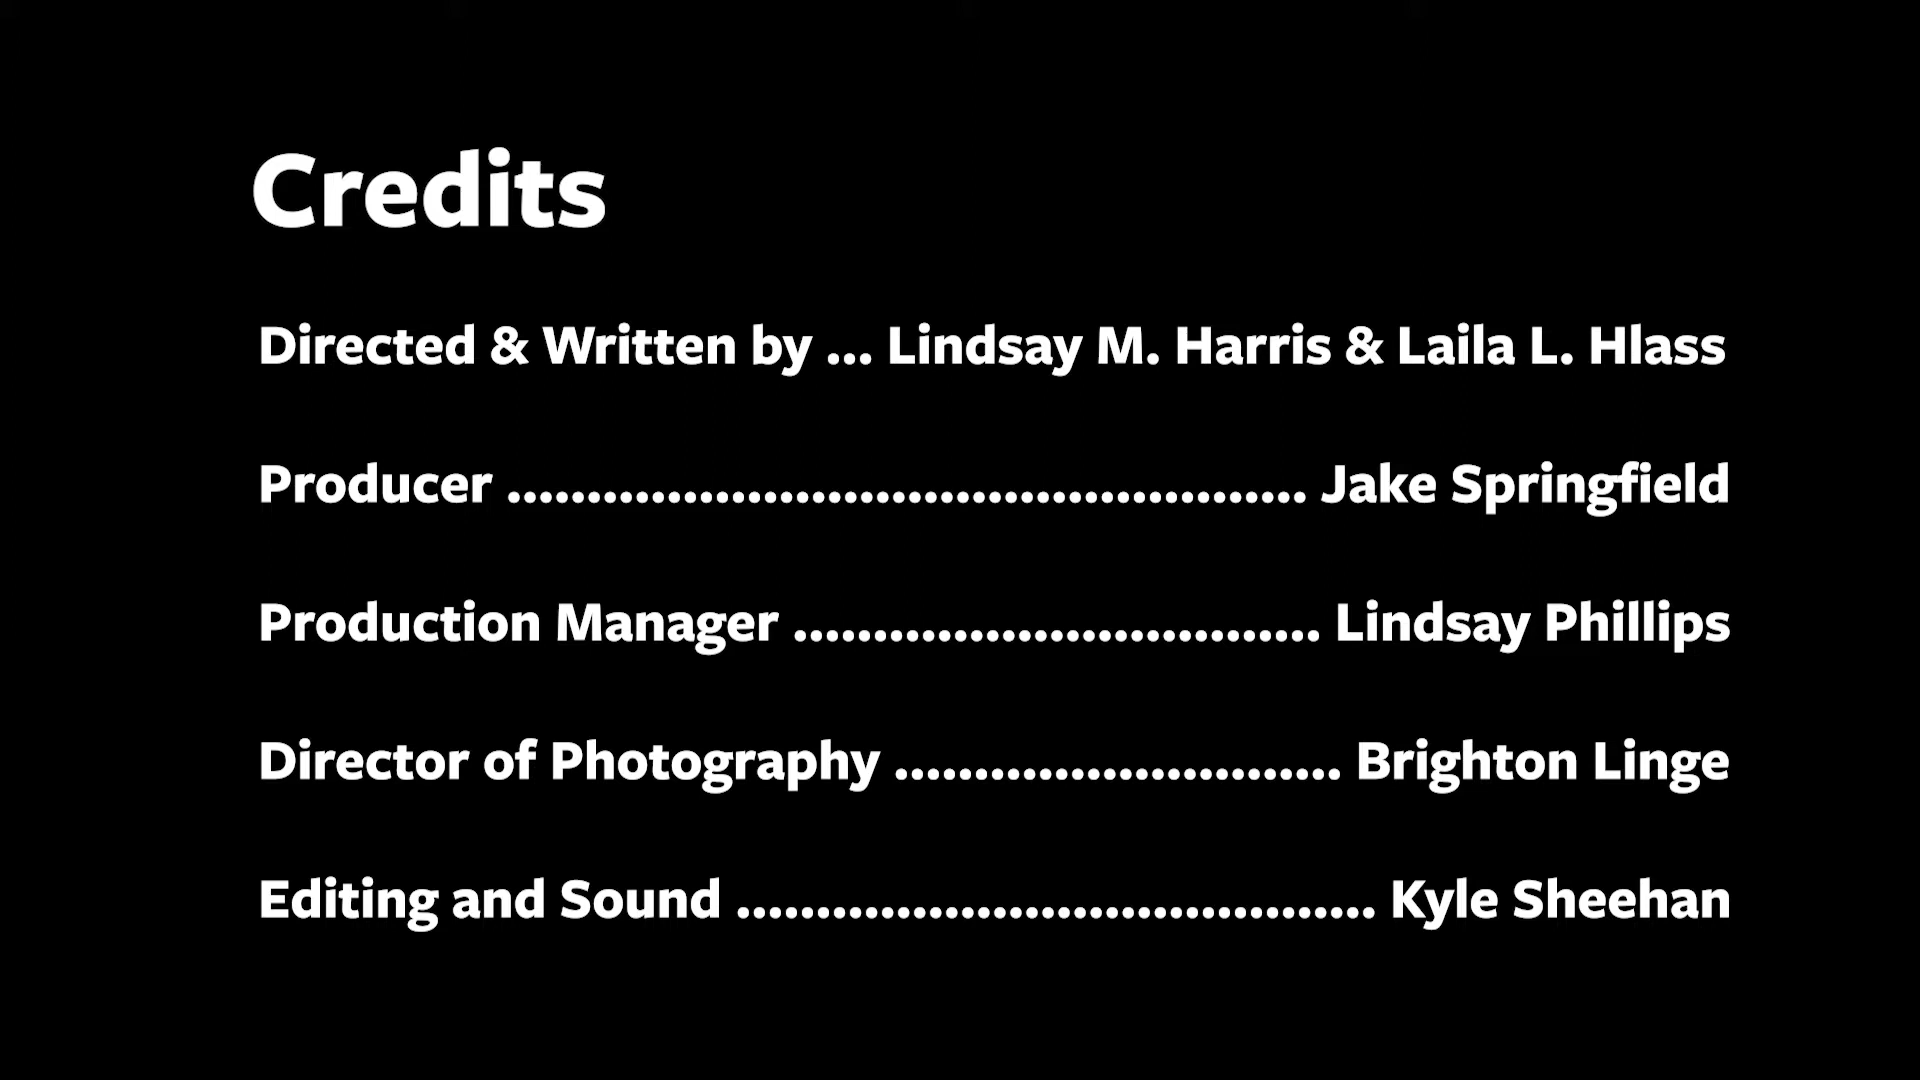 Credits
Directed & Written by ... Lindsay M. Harris & Laila L. Hlass
Producer .................................................. Jake Springfield
Production Manager ................................. Lindsay Phillips
Director of Photography ............................ Brighton Linge
Editing and Sound ........................................ Kyle Sheehan